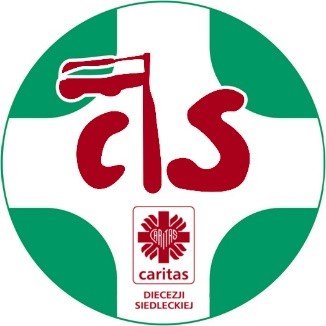 cis
CARITAS
caritas
DIECEZJI
SIEDLECKIEJ